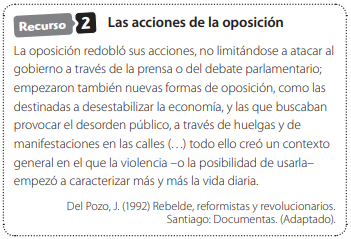 Recurso 2 Las acciones de la oposición
La oposición redobló sus acciones, no limitándose a atacar al
gobierno a través de la prensa o del debate parlamentario;
empezaron también nuevas formas de oposición, como las
destinadas a desestabilizar la economía, y las que buscaban
provocar el desorden público, a través de huelgas y de
manifestaciones en las calles (…) todo ello creó un contexto
general en el que la violencia –o la posibilidad de usarla–
empezó a caracterizar más y más la vida diaria.
Del Pozo, J. (1992) Rebelde, reformistas y revolucionarios.
Santiago: Documentas. (Adaptado).